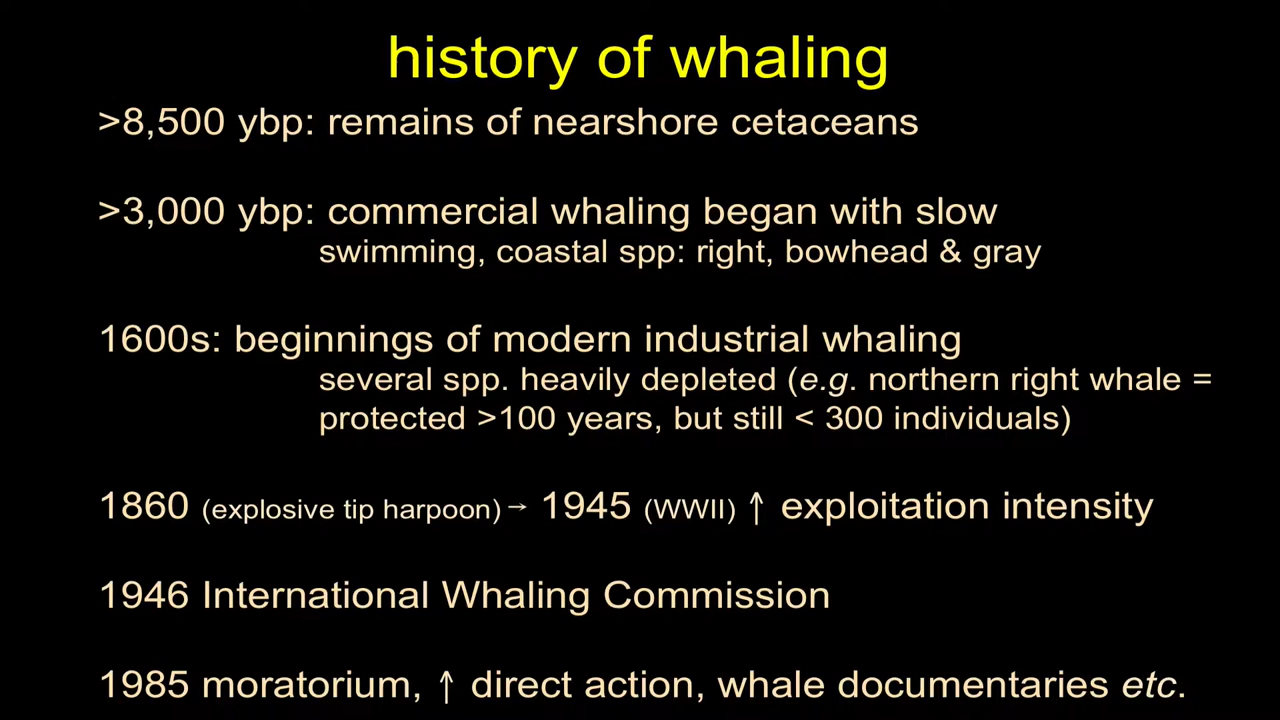 history of whaling
>8,500 ybp: remains of nearshore cetaceans
>3,000 ybp: commercial whaling began with slow
swimming, coastal spp: right, bowhead & gray
1600s: beginnings of modern industrial whaling
several spp. heavily depleted (e.g. northern right whale =
protected >100 years, but still < 300 individuals)
1860 (explosive tip harpoon)→ 1945 (WWII) ↑ exploitation intensity
1946 International Whaling Commission
1985 moratorium, ↑ direct action, whale documentaries etc.